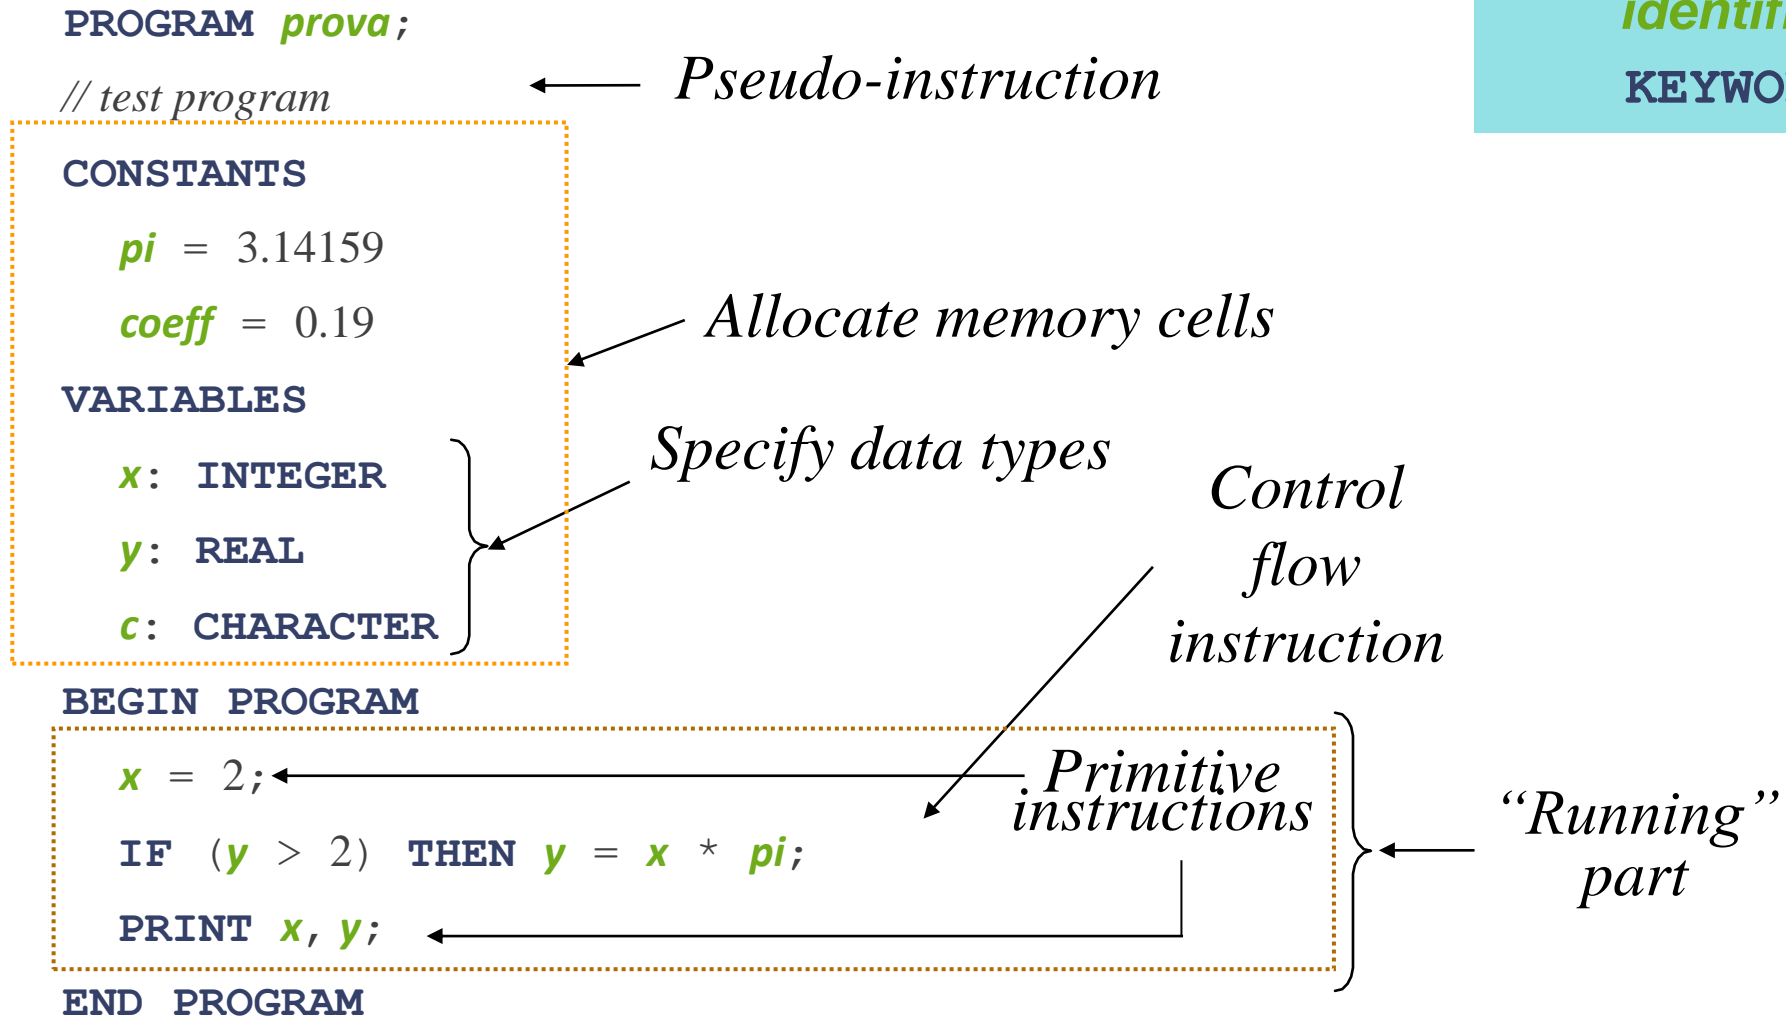 PROGRAM prova;
// test program
Pseudo-instruction
CONSTANTS
pi = 3.14159
coeff = 0.19
Allocate memory cells
VARIABLES
x: INTEGER
y: REAL
c: CHARACTER
Specify data types
Control
flow
instruction
BEGIN PROGRAM
x = 2;
IF (y > 2) THEN y = x * pi;
PRINT x, y;
Primitive
instructions
“Running”
part
END PROGRAM